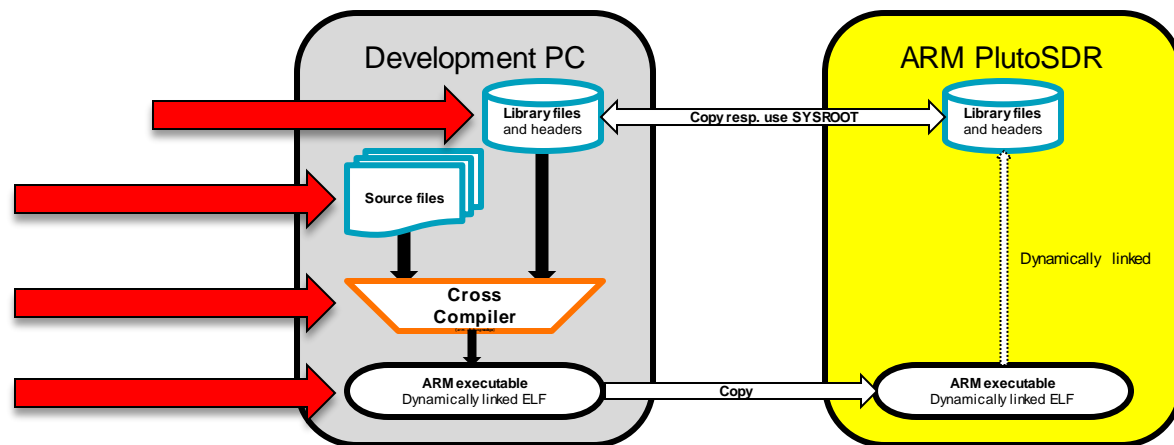 Development PC
ARM PlutoSDR
Library files
and headers
Copy resp. use SYSROOT
Library files
and headers
Source files
Dynamically linked
Cross
Compiler
ARM executable
Dynamically linked ELF
Copy
ARM executable
Dynamically linked ELF